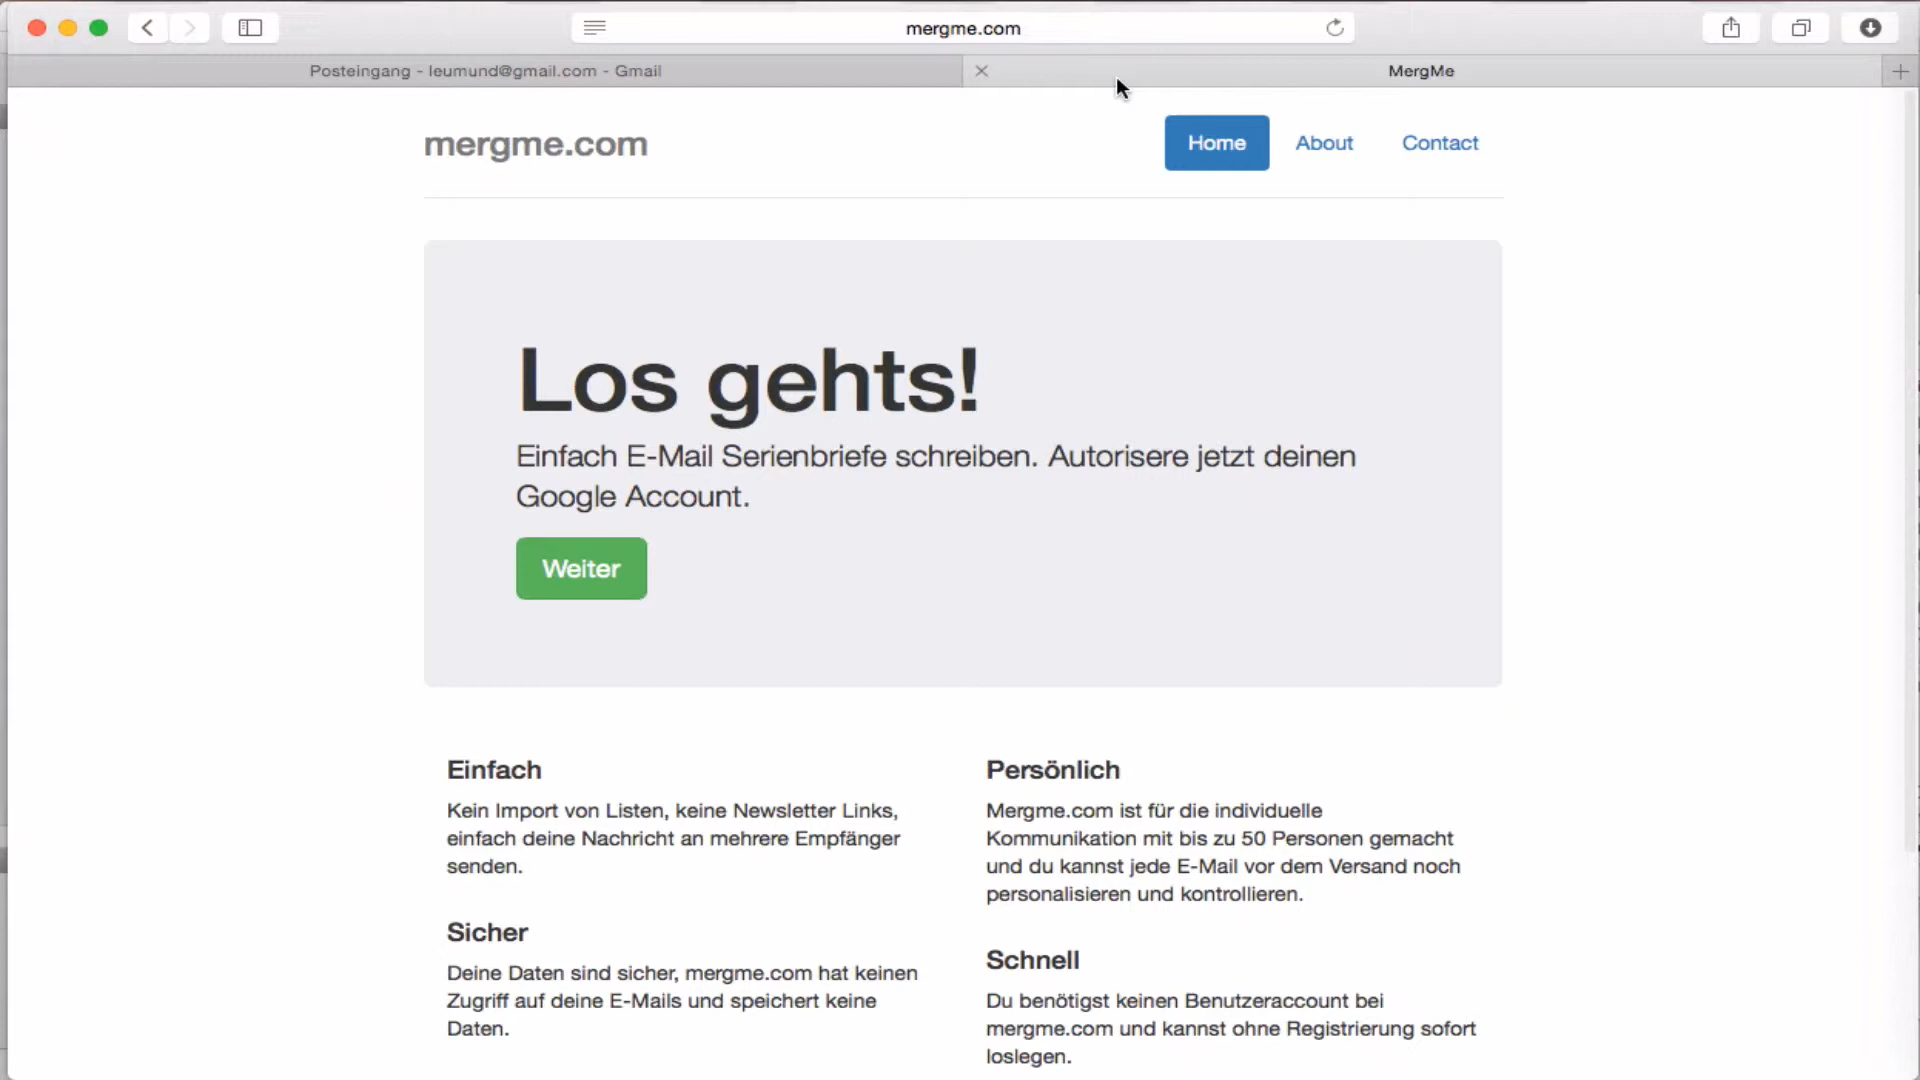 mergme.com
Posteingang - leumund@gmail.com - Gmail
MergMe
mergme.com
Home
About
Contact
Los gehts!
Einfach E-Mail Serienbriefe schreiben. Autorisere jetzt deinen
Google Account.
Weiter
Einfach
Kein Import von Listen, keine Newsletter Links,
einfach deine Nachricht an mehrere Empfänger
senden.
Sicher
Deine Daten sind sicher, mergme.com hat keinen
Zugriff auf deine E-Mails und speichert keine
Daten.
Persönlich
Mergme.com ist für die individuelle
Kommunikation mit bis zu 50 Personen gemacht
und du kannst jede E-Mail vor dem Versand noch
personalisieren und kontrollieren.
Schnell
Du benötigst keinen Benutzeraccount bei
mergme.com und kannst ohne Registrierung sofort
loslegen.